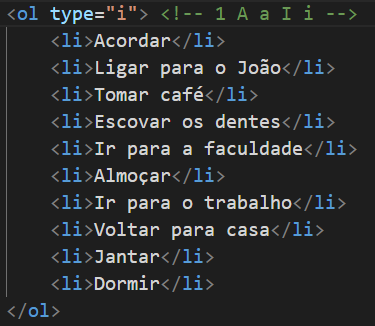 <ol type="i"> <!-- 1 A a I i -->
<li>Acordar</li>
<li>Ligar para o João</li>
<li>Tomar café</li>
<li>Escovar os dentes</li>
<li>Ir para a faculdade</li>
<li>Almoçar</li>
<li>Ir para o trabalho</li>
<li>Voltar para casa</li>
<li>Jantar</li>
<li>Dormir</li>
</ol>